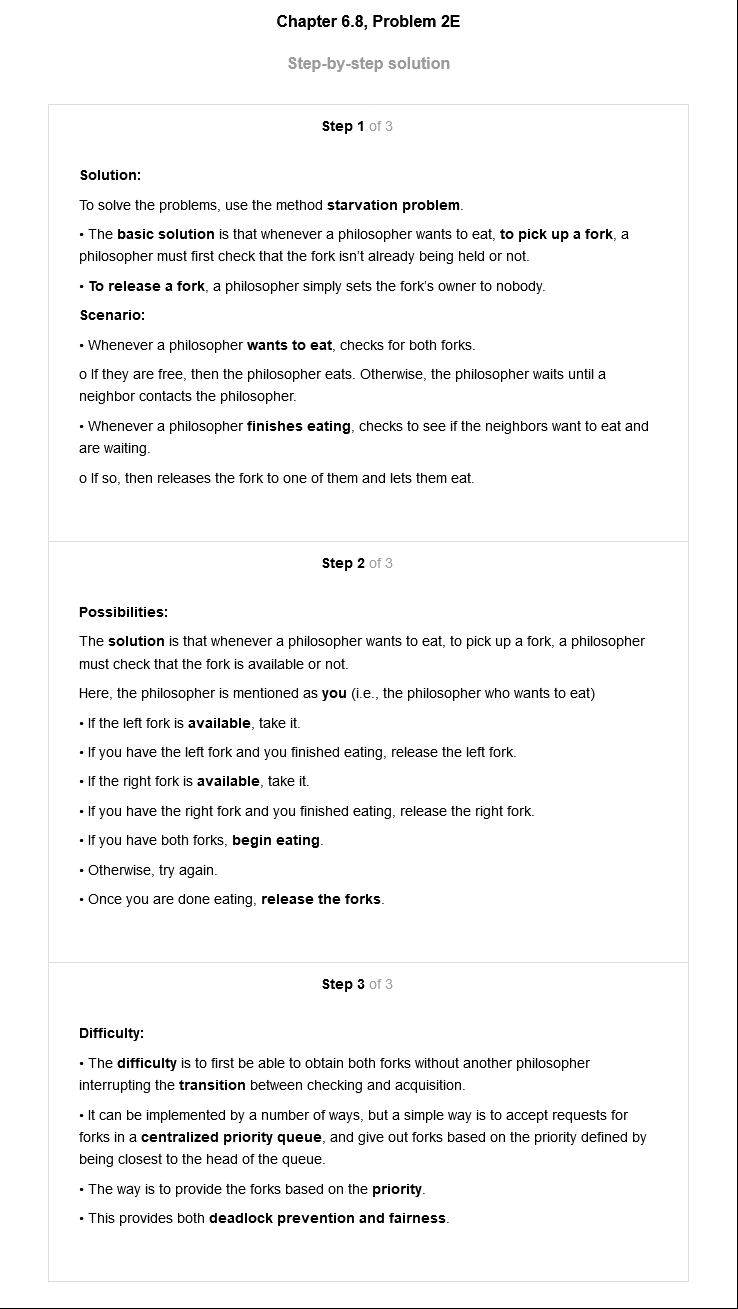 Chapter 6.8, Problem 2E
Step-by-step solution
Step 1 of 3
Solution:
To solve the problems, use the method starvation problem.
• The basic solution is that whenever a philosopher wants to eat, to pick up a fork, a
philosopher must first check that the fork isn’t already being held or not.
• To release a fork, a philosopher simply sets the fork’s owner to nobody.
Scenario:
• Whenever a philosopher wants to eat, checks for both forks.
o If they are free, then the philosopher eats. Otherwise, the philosopher waits until a
neighbor contacts the philosopher.
• Whenever a philosopher finishes eating, checks to see if the neighbors want to eat and
are waiting.
o If so, then releases the fork to one of them and lets them eat.
Step 2 of 3
Possibilities:
The solution is that whenever a philosopher wants to eat, to pick up a fork, a philosopher
must check that the fork is available or not.
Here, the philosopher is mentioned as you (i.e., the philosopher who wants to eat)
• If the left fork is available, take it.
• If you have the left fork and you finished eating, release the left fork.
• If the right fork is available, take it.
• If you have the right fork and you finished eating, release the right fork.
• If you have both forks, begin eating.
• Otherwise, try again.
• Once you are done eating, release the forks.
Step 3 of 3
Difficulty:
• The difficulty is to first be able to obtain both forks without another philosopher
interrupting the transition between checking and acquisition.
• It can be implemented by a number of ways, but a simple way is to accept requests for
forks in a centralized priority queue, and give out forks based on the priority defined by
being closest to the head of the queue.
• The way is to provide the forks based on the priority.
• This provides both deadlock prevention and fairness.